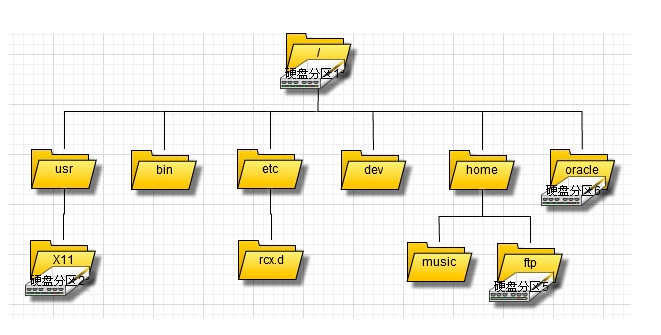 /
硬盘分区1
usr
bin
etc
dev
home
oracle
硬盘分区6
X11
硬盘分区2
rcx.d
music
ftp
硬盘分区5